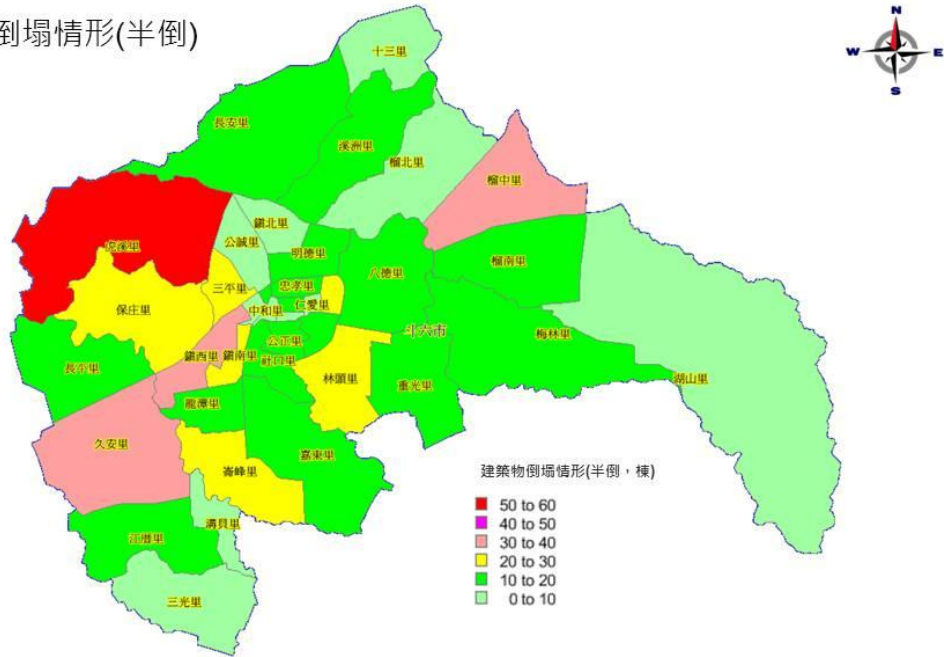 倒塌情形(半倒)
N
W
E
S
十三里
長安里
溪洲里
榴北里
榴中里
鎮北里
公誠里
虎溪里
明德里
八德里
榴南里
三平里
忠孝里
仁愛里
保庄里
中和里
斗六市
梅林里
公正里
鎮西里
鎮南里
社口里
長平里
林頭里
重光里
湖山里
龍潭里
久安里
嘉東里
崙峰里
溝貝里
江厝里
三光里
建築物倒塌情形(半倒，棟)
50 to 60
40 to 50
30 to 40
20 to 30
10 to 20
0 to 10